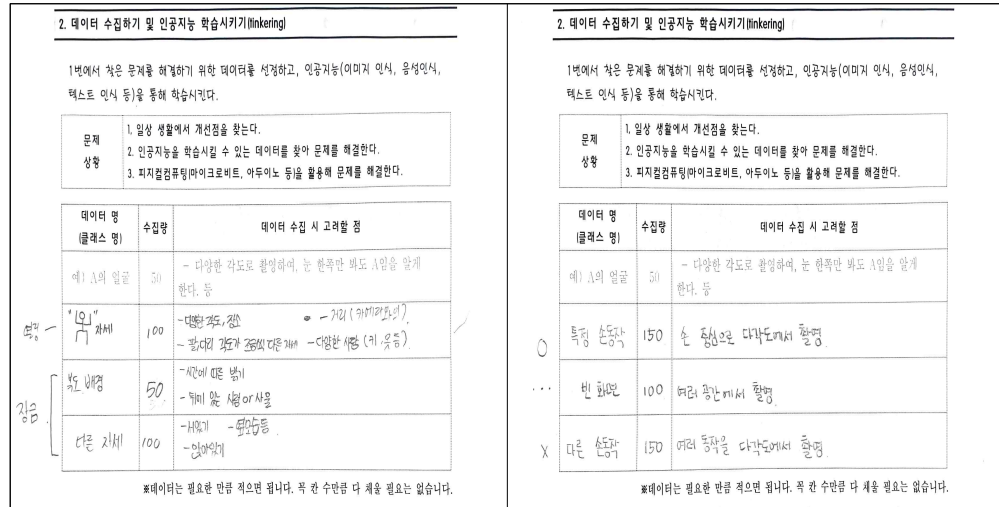 2. 데이터 수집하기 및 인공지능 학습시키기(tinkering)
1번에서 찾은 문제를 해결하기 위한 데이터를 선정하고, 인공지능(이미지 인식, 음성인식,
텍스트 인식 등)을 통해 학습시킨다.
문제
상황
1. 일상 생활에서 개선점을 찾는다.
2. 인공지능을 학습시킬 수 있는 데이터를 찾아 문제를 해결한다.
3. 피지컬컴퓨팅(마이크로비트, 아두이노 등)을 활용해 문제를 해결한다.
데이터 명
(클래스 명)
수집량
데이터 수집 시 고려할 점
예) A의 얼굴
50
- 다양한 각도로 촬영하여, 눈 한쪽만 봐도 A임을 알게
한다. 등
열림 -
" " 자세
100
- 다양한 각도, 장소
- 거리 (카메라로부터)
- 팔,다리 각도가 조금씩 다른 자세
- 다양한 사람 (키, 옷 등)
장금
복도 배경
50
- 시간에 따른 밝기
- 뒤에 있는 사람 or 사물
다른 자세
100
- 서있기
- 앉아있기
※데이터는 필요한 만큼 적으면 됩니다. 꼭 칸 수만큼 다 채울 필요는 없습니다.
2. 데이터 수집하기 및 인공지능 학습시키기(tinkering)
1번에서 찾은 문제를 해결하기 위한 데이터를 선정하고, 인공지능(이미지 인식, 음성인식,
텍스트 인식 등)을 통해 학습시킨다.
문제
상황
1. 일상 생활에서 개선점을 찾는다.
2. 인공지능을 학습시킬 수 있는 데이터를 찾아 문제를 해결한다.
3. 피지컬컴퓨팅(마이크로비트, 아두이노 등)을 활용해 문제를 해결한다.
데이터 명
(클래스 명)
수집량
데이터 수집 시 고려할 점
예) A의 얼굴
50
- 다양한 각도로 촬영하여, 눈 한쪽만 봐도 A임을 알게
한다. 등
O
특정 손동작
150
손 중심으로 다각도에서 촬영.
...
빈 화면
100
여러 공간에서 촬영.
X
다른 손동작
150
여러 동작을 다각도에서 촬영.
※데이터는 필요한 만큼 적으면 됩니다. 꼭 칸 수만큼 다 채울 필요는 없습니다.